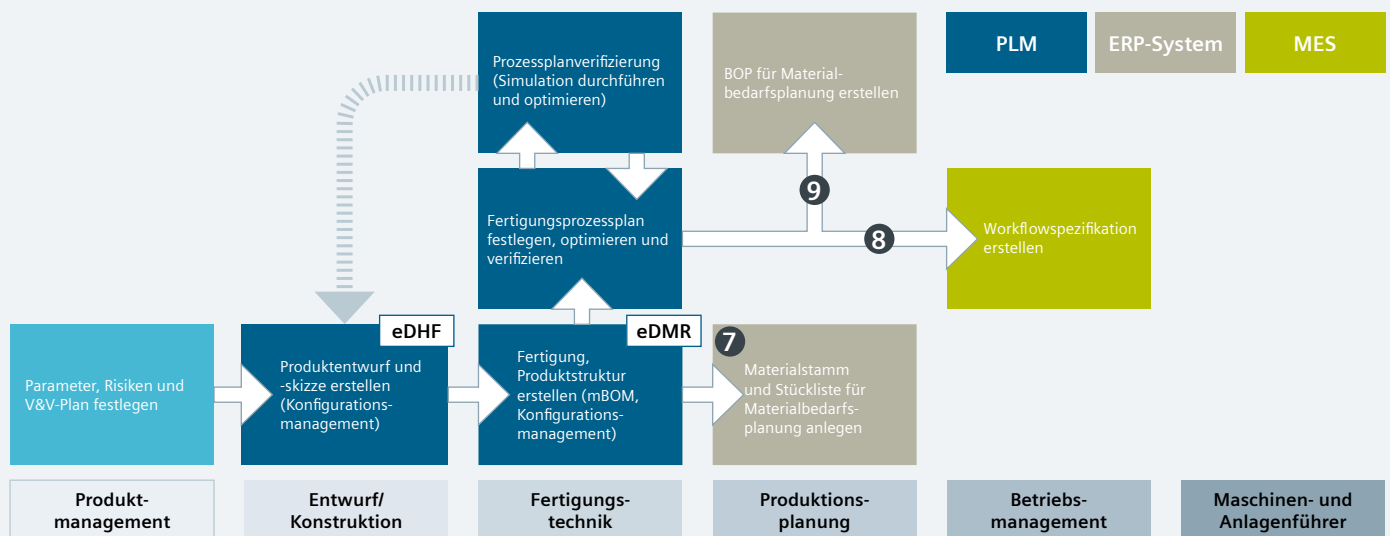 PLM
ERP-System
MES
Prozessplanverifizierung
(Simulation durchführen
und optimieren)
BOP für Material-
bedarfsplanung erstellen
9
Fertigungsprozessplan
festlegen, optimieren und
verifizieren
8
Workflowspezifikation
erstellen
Parameter, Risiken und
V&V-Plan festlegen
eDHF
Produktentwurf und
-skizze erstellen
(Konfigurations-
management)
eDMR
Fertigung,
Produktstruktur
erstellen (mBOM,
Konfigurations-
management)
7
Materialstamm
und Stückliste für
Materialbedarfs-
planung anlegen
Produkt-
management
Entwurf/
Konstruktion
Fertigungs-
technik
Produktions-
planung
Betriebs-
management
Maschinen- und
Anlagenführer